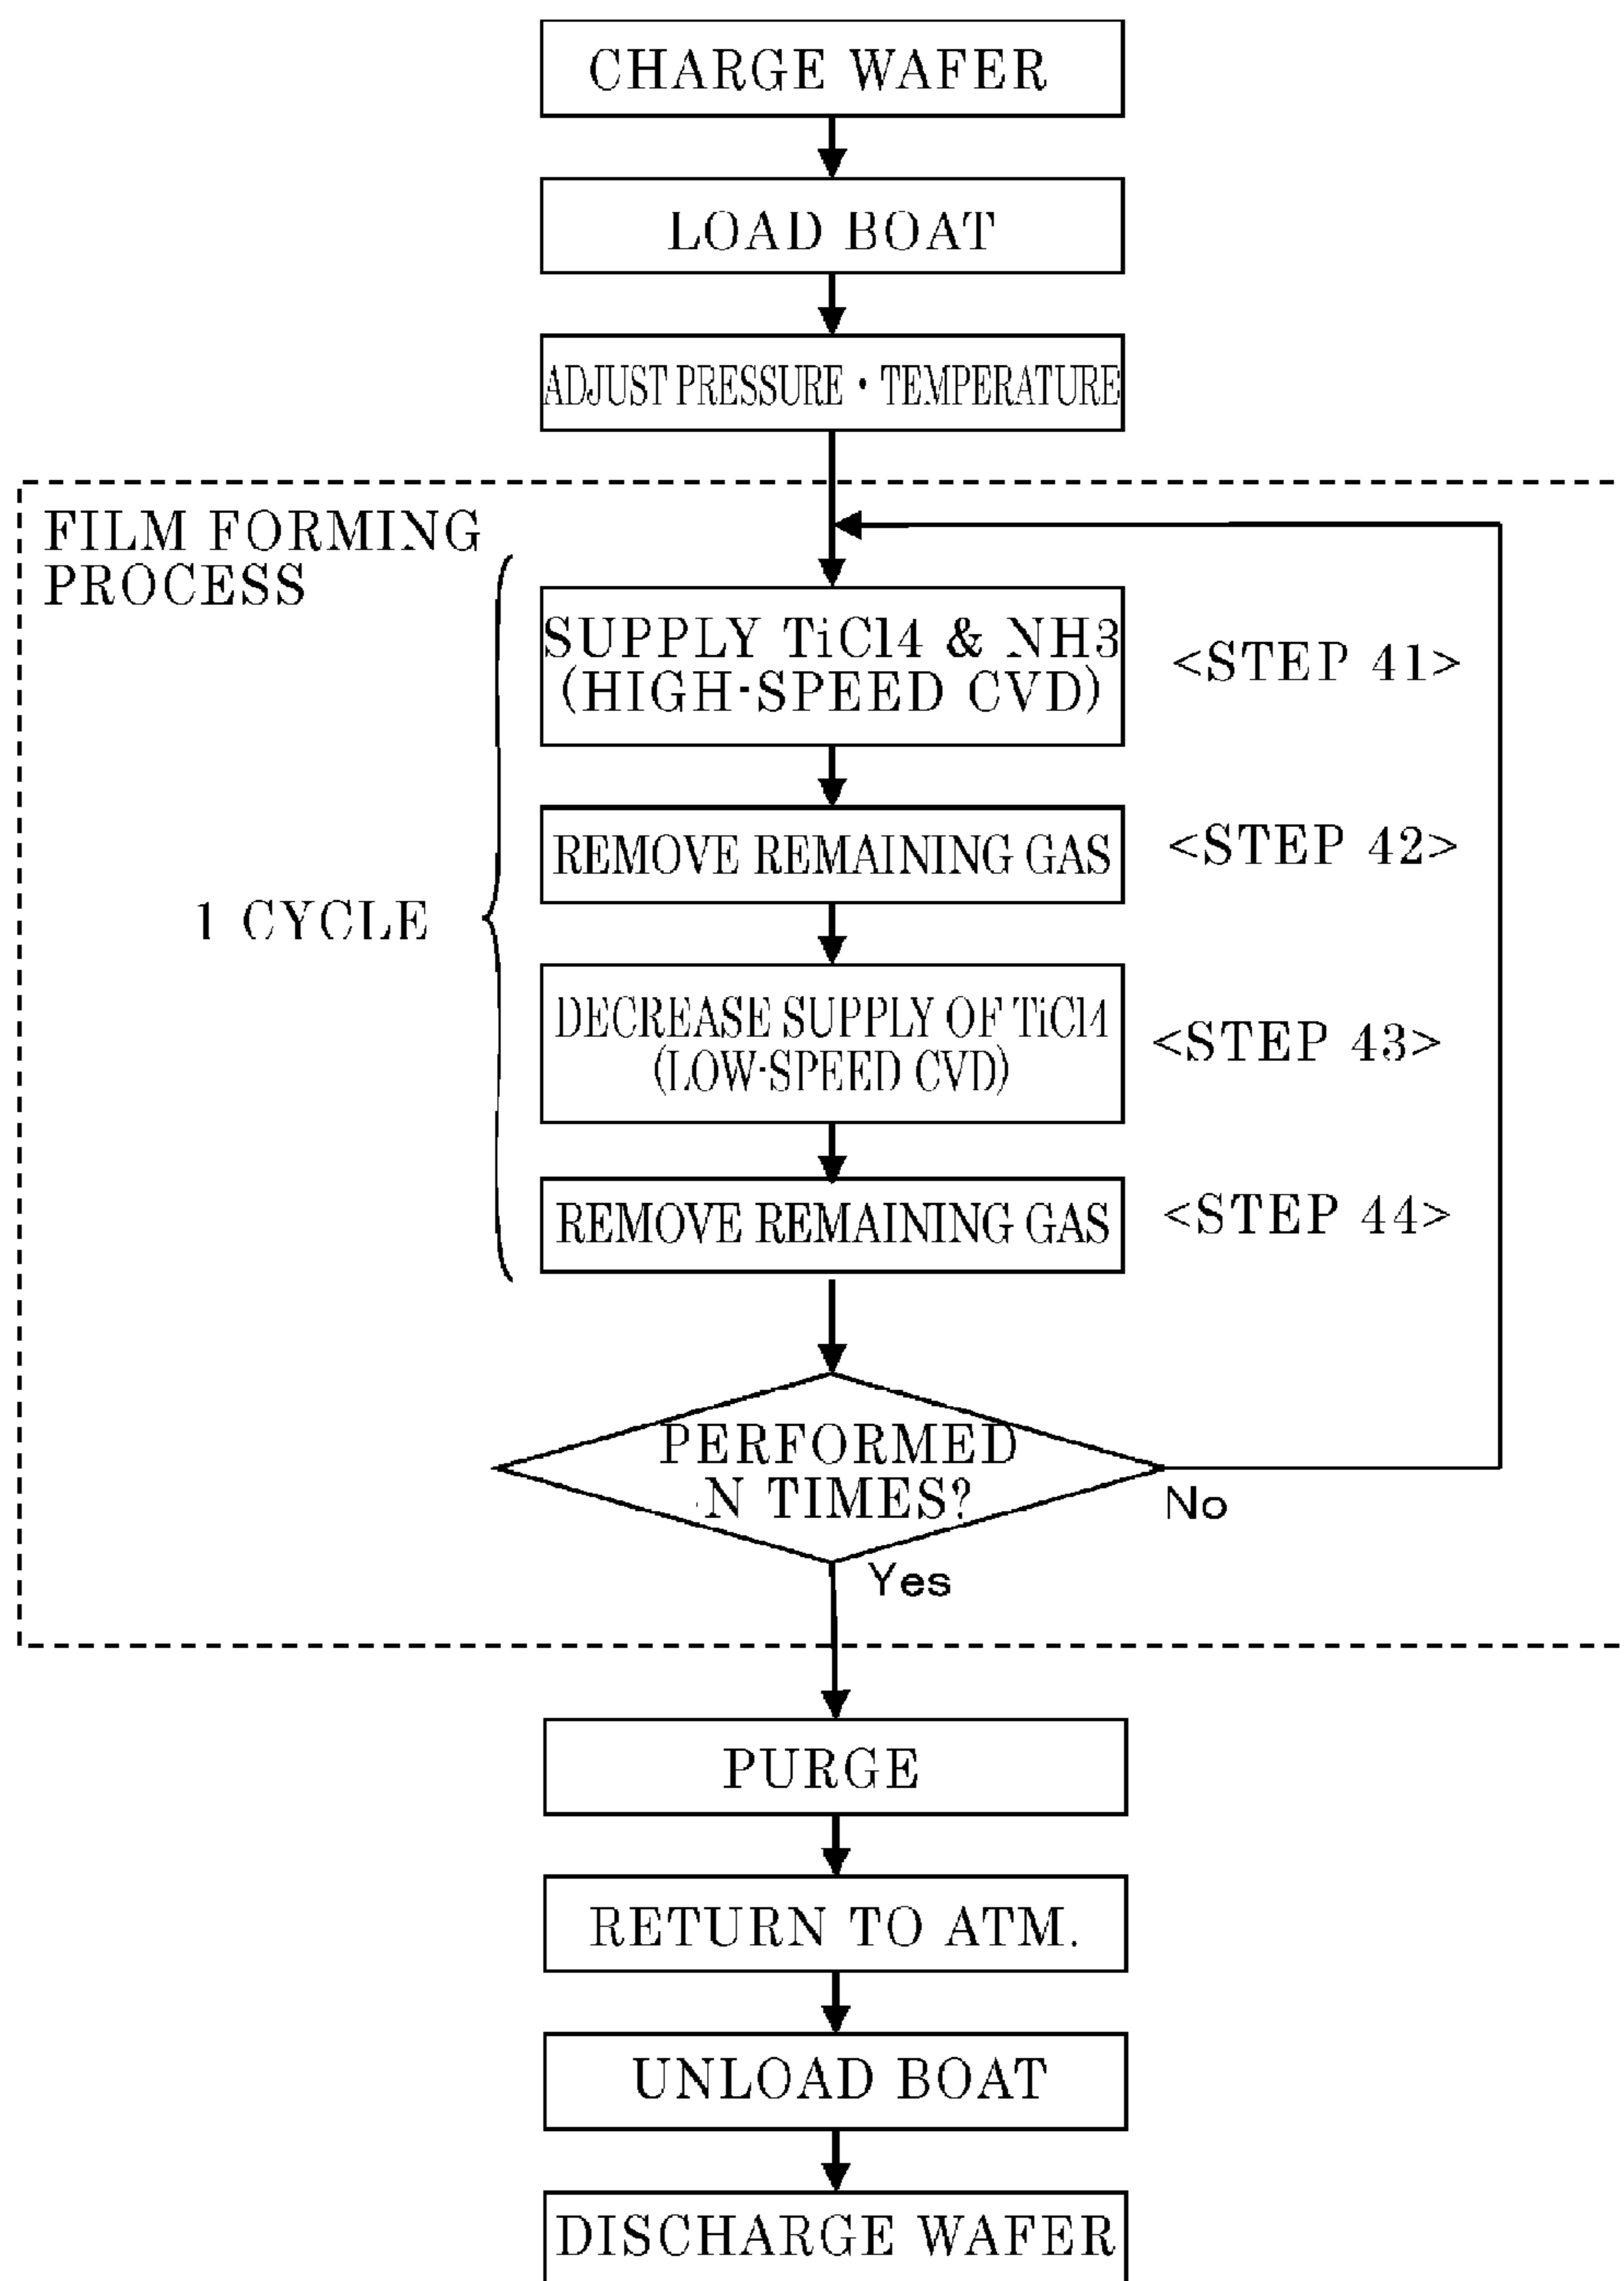 CHARGE WAFER
LOAD BOAT
ADJUST PRESSURE・TEMPERATURE
FILM FORMING
PROCESS
SUPPLY TiCl4 & NH3
(HIGH-SPEED CVD)
<STEP 41>
REMOVE REMAINING GAS
<STEP 42>
1 CYCLE
DECREASE SUPPLY OF TiCl4
(LOW-SPEED CVD)
<STEP 43>
REMOVE REMAINING GAS
<STEP 44>
PERFORMED
N TIMES?
No
Yes
PURGE
RETURN TO ATM.
UNLOAD BOAT
DISCHARGE WAFER